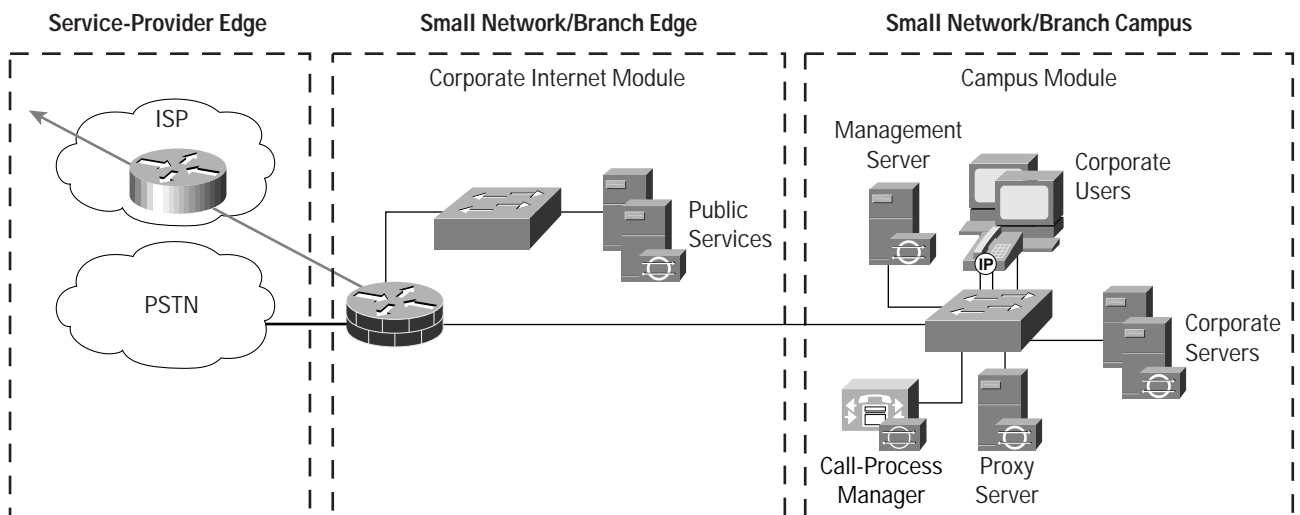 Service-Provider Edge
Small Network/Branch Edge
Small Network/Branch Campus
Corporate Internet Module
Campus Module
ISP
PSTN
Public
Services
Management
Server
Corporate
Users
IP
Corporate
Servers
Call-Process
Manager
Proxy
Server